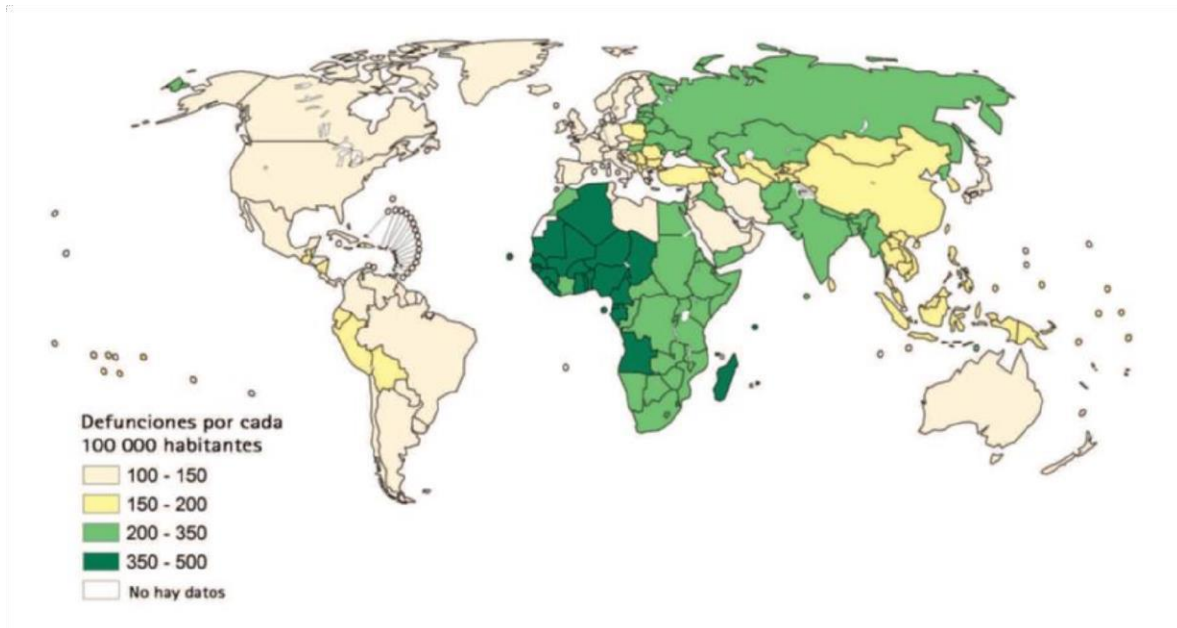 Defunciones por cada
100 000 habitantes
100 - 150
150 - 200
200 - 350
350 - 500
No hay datos